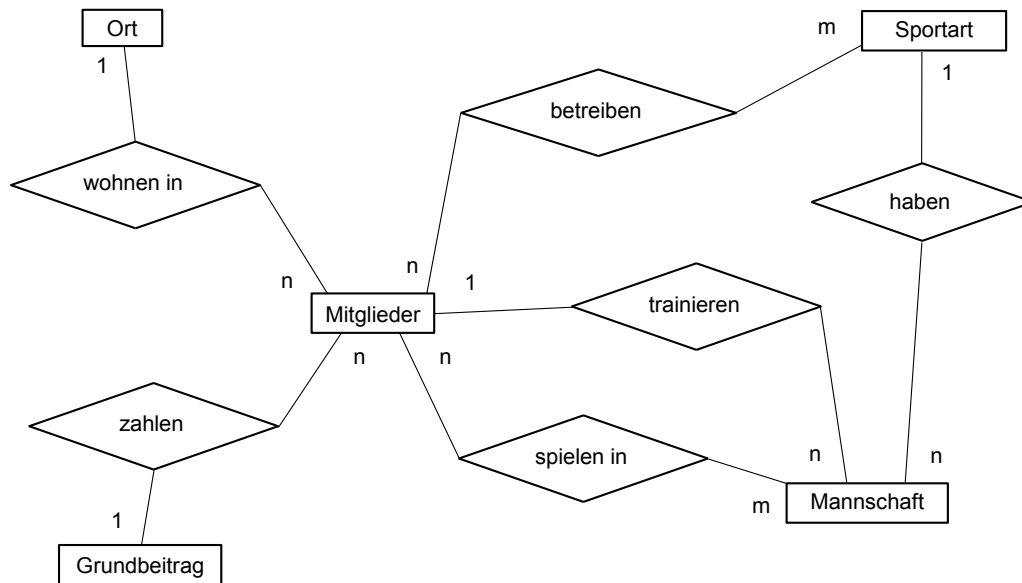 Ort
m
Sportart
1
1
betreiben
wohnen in
haben
n
n
1
Mitglieder
trainieren
n
n
zahlen
spielen in
n
n
m
Mannschaft
1
Grundbeitrag